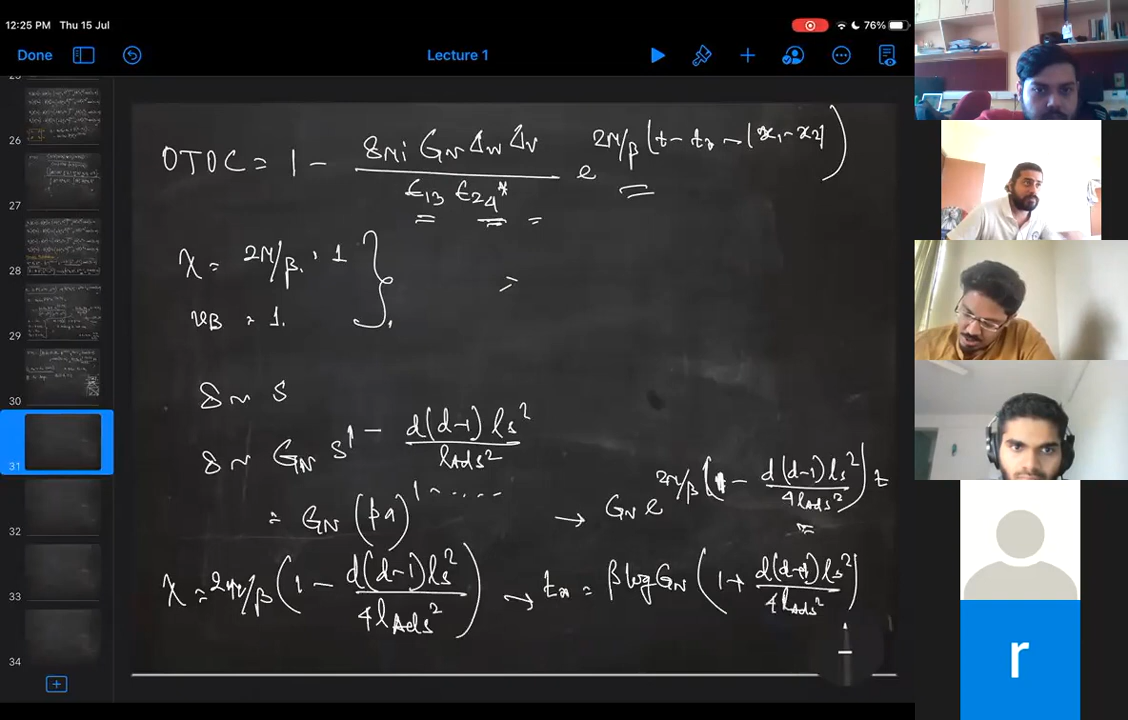 12:25 PM Thu 15 Jul
76%
Done
Lecture 1
OTOC = 1 - 8πi G_N Δ_W Δ_V / ε_13 ε_24* e^{2π/β (t - t_* - |x_1 - x_2|)}
λ = 2π/β . 1
v_B = 1.
δ ~ s
δ ~ G_N s^{1 - d(d-1) l_s^2 / l_AdS^2}
= G_N (pq)^{1 - .....} → G_N e^{2π/β (1 - d(d-1) l_s^2 / 4 l_AdS^2) t}
λ = 2π/β (1 - d(d-1) l_s^2 / 4 l_AdS^2) → t_* = β log G_N (1 + d(d-1) l_s^2 / 4 l_AdS^2)
26
27
28
29
30
31
32
33
34
r